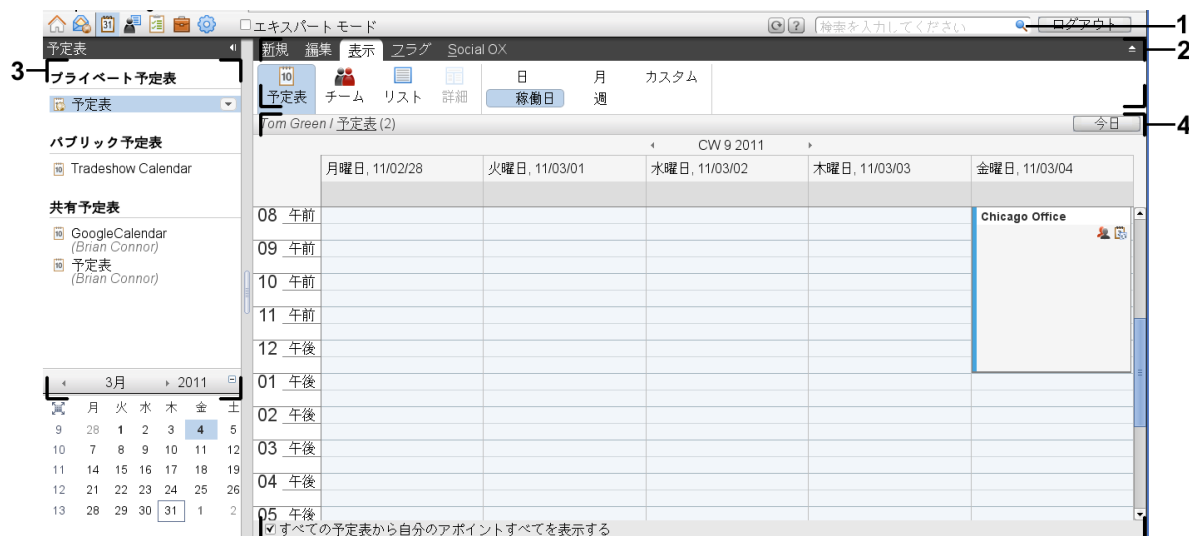 31 エキスパート モード 検索を入力してください ログアウト 1
予定表 新規 編集 表示 フラグ Social OX 2
3
プライベート予定表
予定表
パブリック予定表
10 Tradeshow Calendar
共有予定表
10 GoogleCalendar
(Brian Connor)
10 予定表
(Brian Connor)
10
予定表 チーム リスト 詳細
日 月 カスタム
稼働日 週
Tom Green / 予定表 (2) 今日 4
CW 9 2011
月曜日, 11/02/28 火曜日, 11/03/01 水曜日, 11/03/02 木曜日, 11/03/03 金曜日, 11/03/04
08 午前
09 午前
10 午前
11 午前
12 午後
01 午後
02 午後
03 午後
04 午後
05 午後
Chicago Office
3月 2011
月 火 水 木 金 土
9 28 1 2 3 4 5
10 7 8 9 10 11 12
11 14 15 16 17 18 19
12 21 22 23 24 25 26
13 28 29 30 31 1 2
すべての予定表から自分のアポイントすべてを表示する